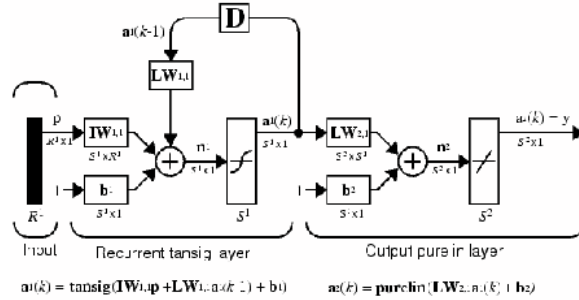 D
a¹(k-1)
LW1,1
p
R¹x1
IW1,1
S¹xS¹
n¹
S¹x1
a¹(k)
S¹x1
LW2,1
S²xS¹
n²
S²x1
a₂(k) = y
S²x1
1
b¹
S¹x1
1
b²
S²x1
R¹
S¹
S²
Input
Recurrent tansig layer
Output purelin layer
a¹(k) = tansig(IW1,1p +LW1,1a₁(k-1) + b¹)
a²(k) = purelin(LW2,1a₁(k) + b₂)